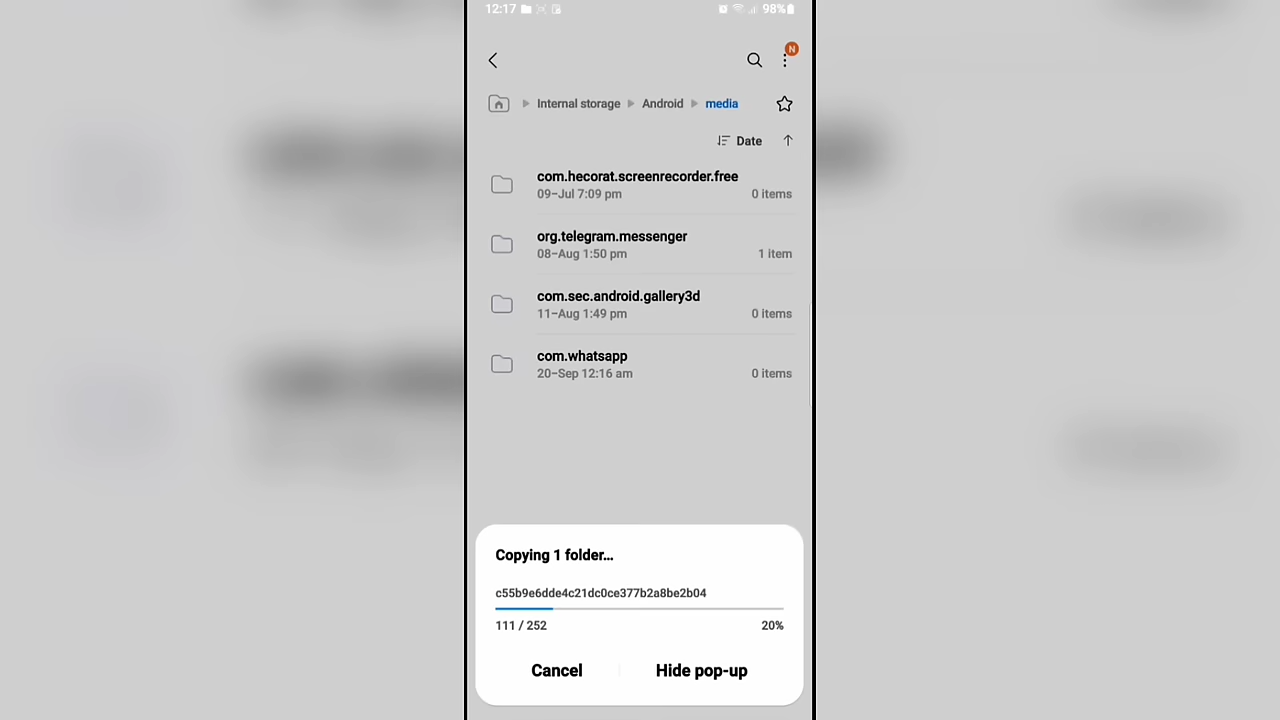 12:17 98%
N
Internal storage Android media
Date
com.hecorat.screenrecorder.free
09-Jul 7:09 pm 0 items
org.telegram.messenger
08-Aug 1:50 pm 1 item
com.sec.android.gallery3d
11-Aug 1:49 pm 0 items
com.whatsapp
20-Sep 12:16 am 0 items
Copying 1 folder...
c55b9e6dde4c21dc0ce377b2a8be2b04
111 / 252 20%
Cancel Hide pop-up